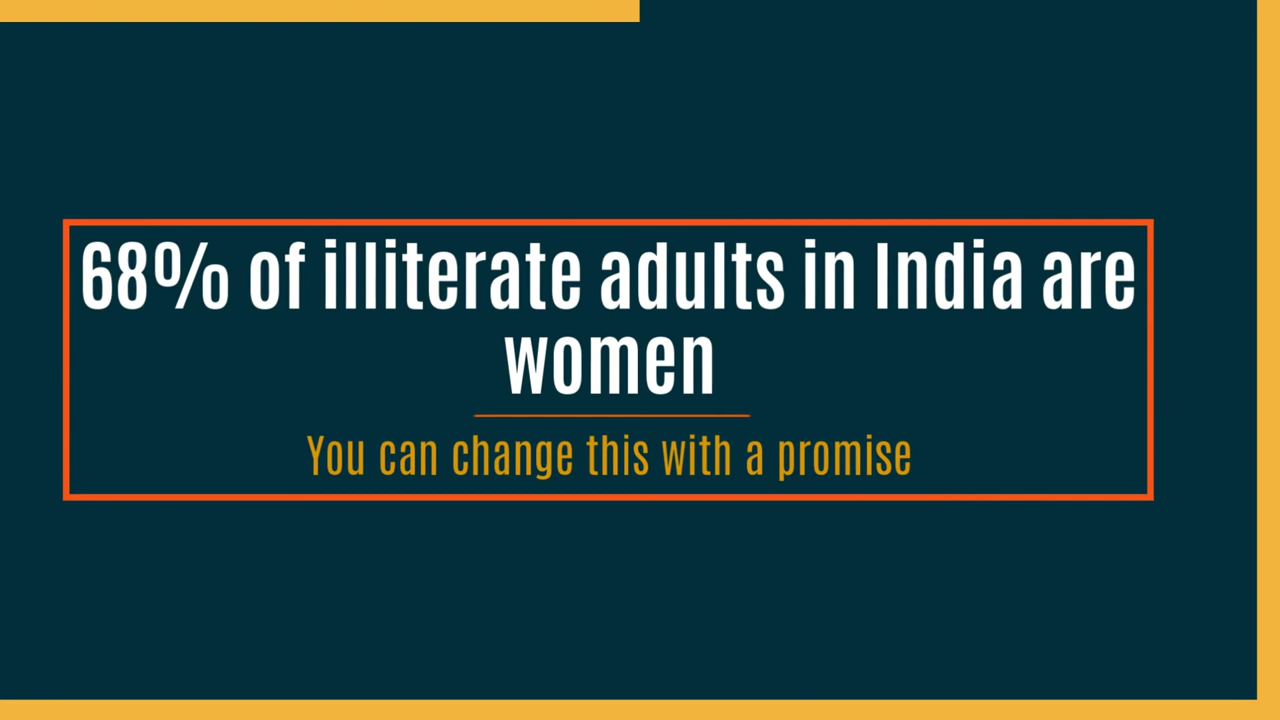 68% of illiterate adults in India are
women
You can change this with a promise